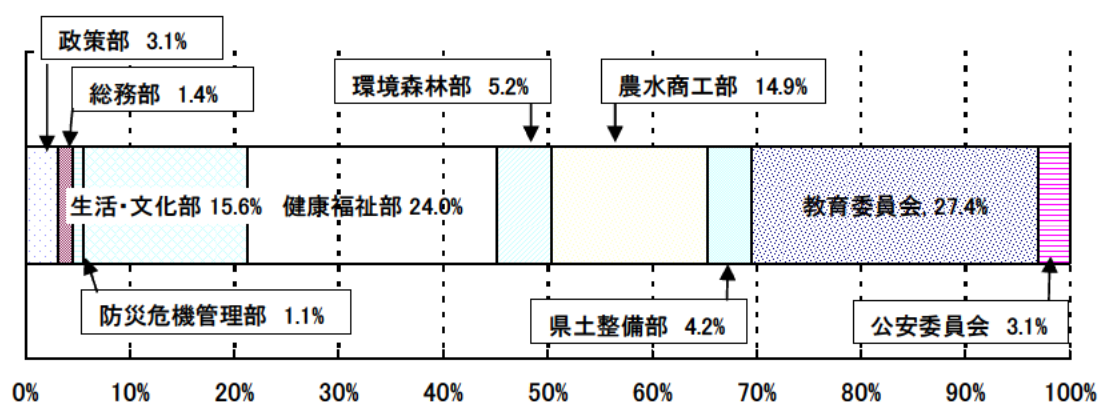 政策部 3.1%
総務部 1.4%
環境森林部 5.2%
農水商工部 14.9%
生活・文化部 15.6%
健康福祉部 24.0%
教育委員会, 27.4%
防災危機管理部 1.1%
県土整備部 4.2%
公安委員会 3.1%
0% 10% 20% 30% 40% 50% 60% 70% 80% 90% 100%